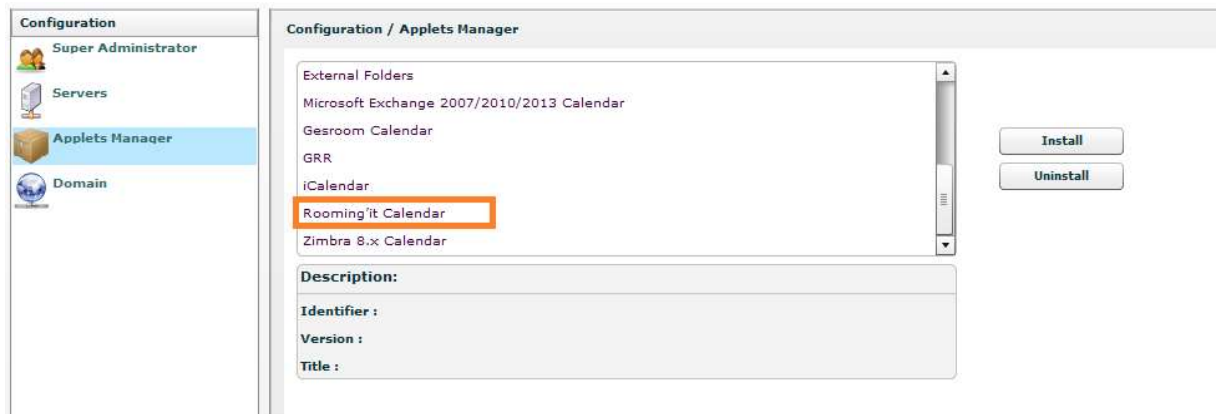 Configuration
Super Administrator
Servers
Applets Manager
Domain
Configuration / Applets Manager
External Folders
Microsoft Exchange 2007/2010/2013 Calendar
Gesroom Calendar
GRR
iCalendar
Rooming'it Calendar
Zimbra 8.x Calendar
Install
Uninstall
Description:
Identifier :
Version :
Title :